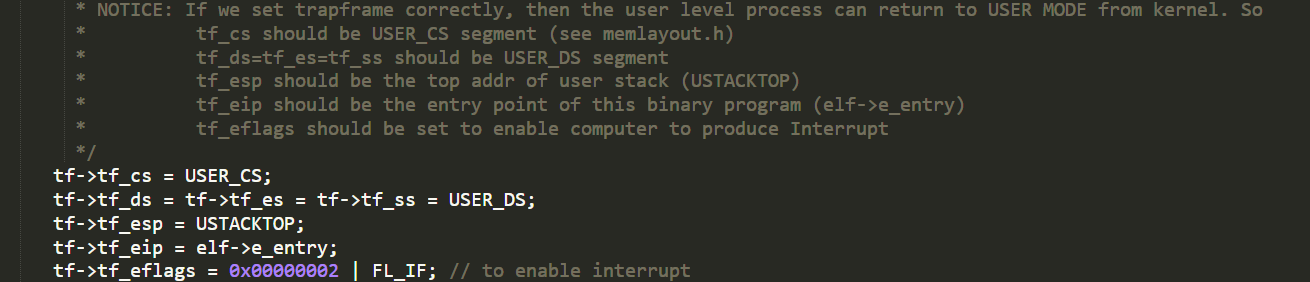 * NOTICE: If we set trapframe correctly, then the user level process can return to USER MODE from kernel. So
*          tf_cs should be USER_CS segment (see memlayout.h)
*          tf_ds=tf_es=tf_ss should be USER_DS segment
*          tf_esp should be the top addr of user stack (USTACKTOP)
*          tf_eip should be the entry point of this binary program (elf->e_entry)
*          tf_eflags should be set to enable computer to produce Interrupt
*/
tf->tf_cs = USER_CS;
tf->tf_ds = tf->tf_es = tf->tf_ss = USER_DS;
tf->tf_esp = USTACKTOP;
tf->tf_eip = elf->e_entry;
tf->tf_eflags = 0x00000002 | FL_IF; // to enable interrupt